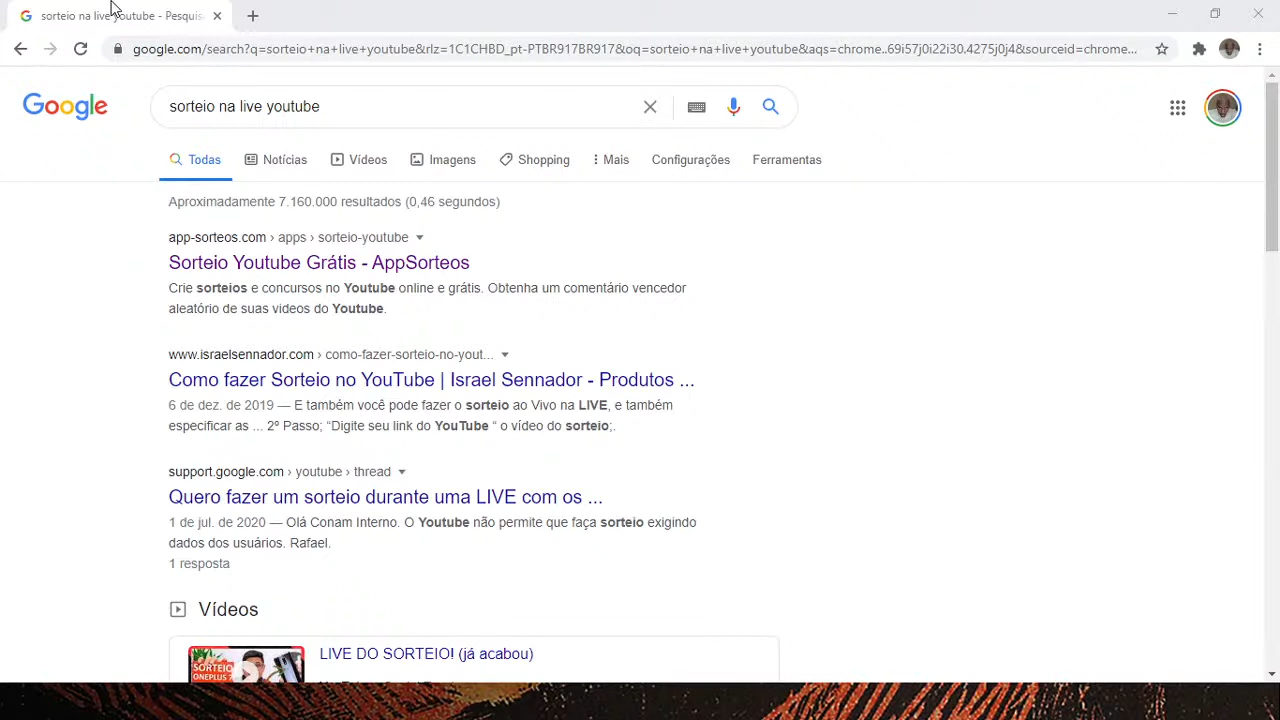 sorteio na live youtube - Pesquis
google.com/search?q=sorteio+na+live+youtube&rlz=1C1CHBD_pt-PTBR917BR917&oq=sorteio+na+live+youtube&aqs=chrome..69i57j0i22i30.4275j0j4&sourceid=chrome...
Google
sorteio na live youtube
Todas Notícias Vídeos Imagens Shopping Mais Configurações Ferramentas
Aproximadamente 7.160.000 resultados (0,46 segundos)
app-sorteos.com › apps › sorteio-youtube
Sorteio Youtube Grátis - AppSorteos
Crie sorteios e concursos no Youtube online e grátis. Obtenha um comentário vencedor
aleatório de suas videos do Youtube.
www.israelsennador.com › como-fazer-sorteio-no-yout...
Como fazer Sorteio no YouTube | Israel Sennador - Produtos ...
6 de dez. de 2019 — E também você pode fazer o sorteio ao Vivo na LIVE, e também
especificar as ... 2º Passo; “Digite seu link do YouTube “ o vídeo do sorteio;.
support.google.com › youtube › thread
Quero fazer um sorteio durante uma LIVE com os ...
1 de jul. de 2020 — Olá Conam Interno. O Youtube não permite que faça sorteio exigindo
dados dos usuários. Rafael.
1 resposta
Vídeos
LIVE DO SORTEIO! (já acabou)
SORTEIO
ONEPLUS 7